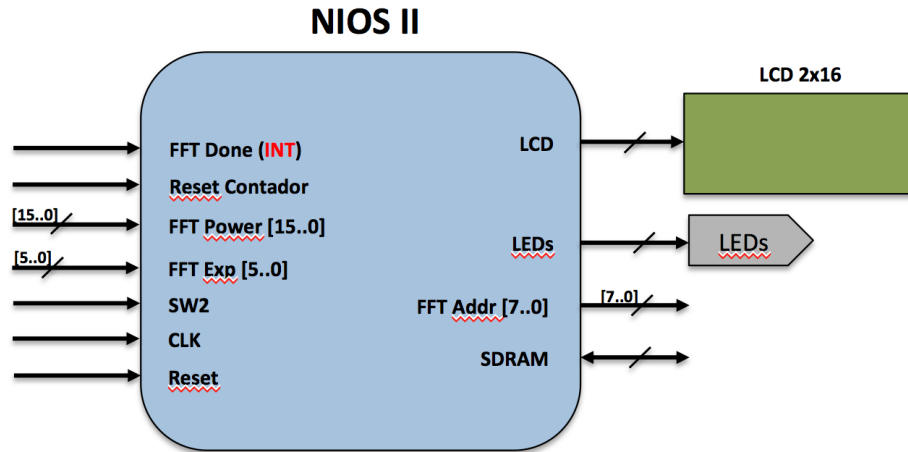 NIOS II
LCD 2x16
FFT Done (INT)
LCD
Reset Contador
[15..0]
FFT Power [15..0]
LEDs
LEDs
[5..0]
FFT Exp [5..0]
SW2
FFT Addr [7..0]
[7..0]
CLK
SDRAM
Reset